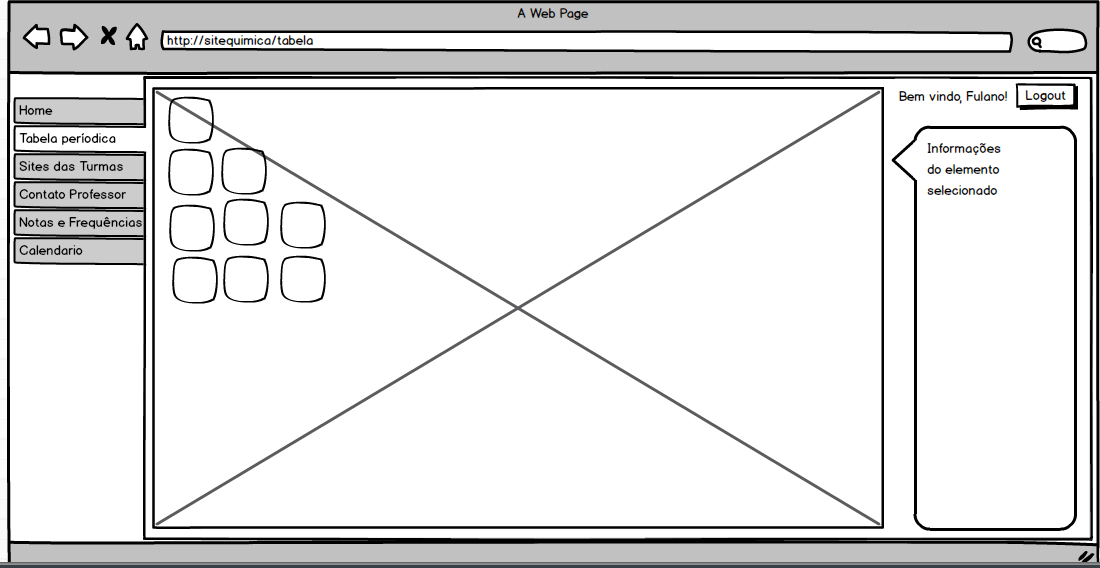 A Web Page
http://sitequimica/tabela
Home
Tabela períodica
Sites das Turmas
Contato Professor
Notas e Frequências
Calendario
Bem vindo, Fulano!
Logout
Informações
do elemento
selecionado